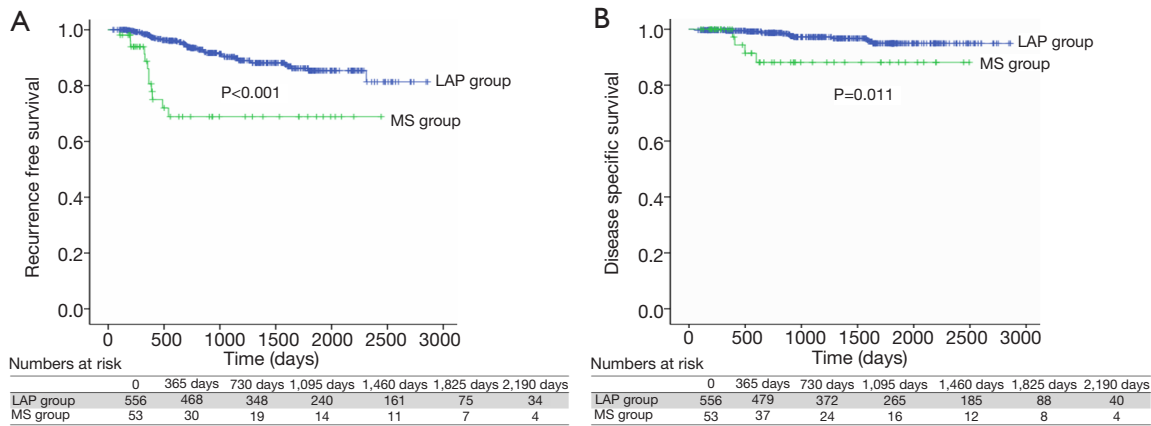 A
Recurrence free survival
1.0
0.8
0.6
0.4
0.2
0.0
LAP group
P<0.001
MS group
0 500 1000 1500 2000 2500 3000
Time (days)
Numbers at risk
0 365 days 730 days 1,095 days 1,460 days 1,825 days 2,190 days
LAP group 556 468 348 240 161 75 34
MS group 53 30 19 14 11 7 4
B
Disease specific survival
1.0
0.8
0.6
0.4
0.2
0.0
LAP group
MS group
P=0.011
0 500 1000 1500 2000 2500 3000
Time (days)
Numbers at risk
0 365 days 730 days 1,095 days 1,460 days 1,825 days 2,190 days
LAP group 556 479 372 265 185 88 40
MS group 53 37 24 16 12 8 4